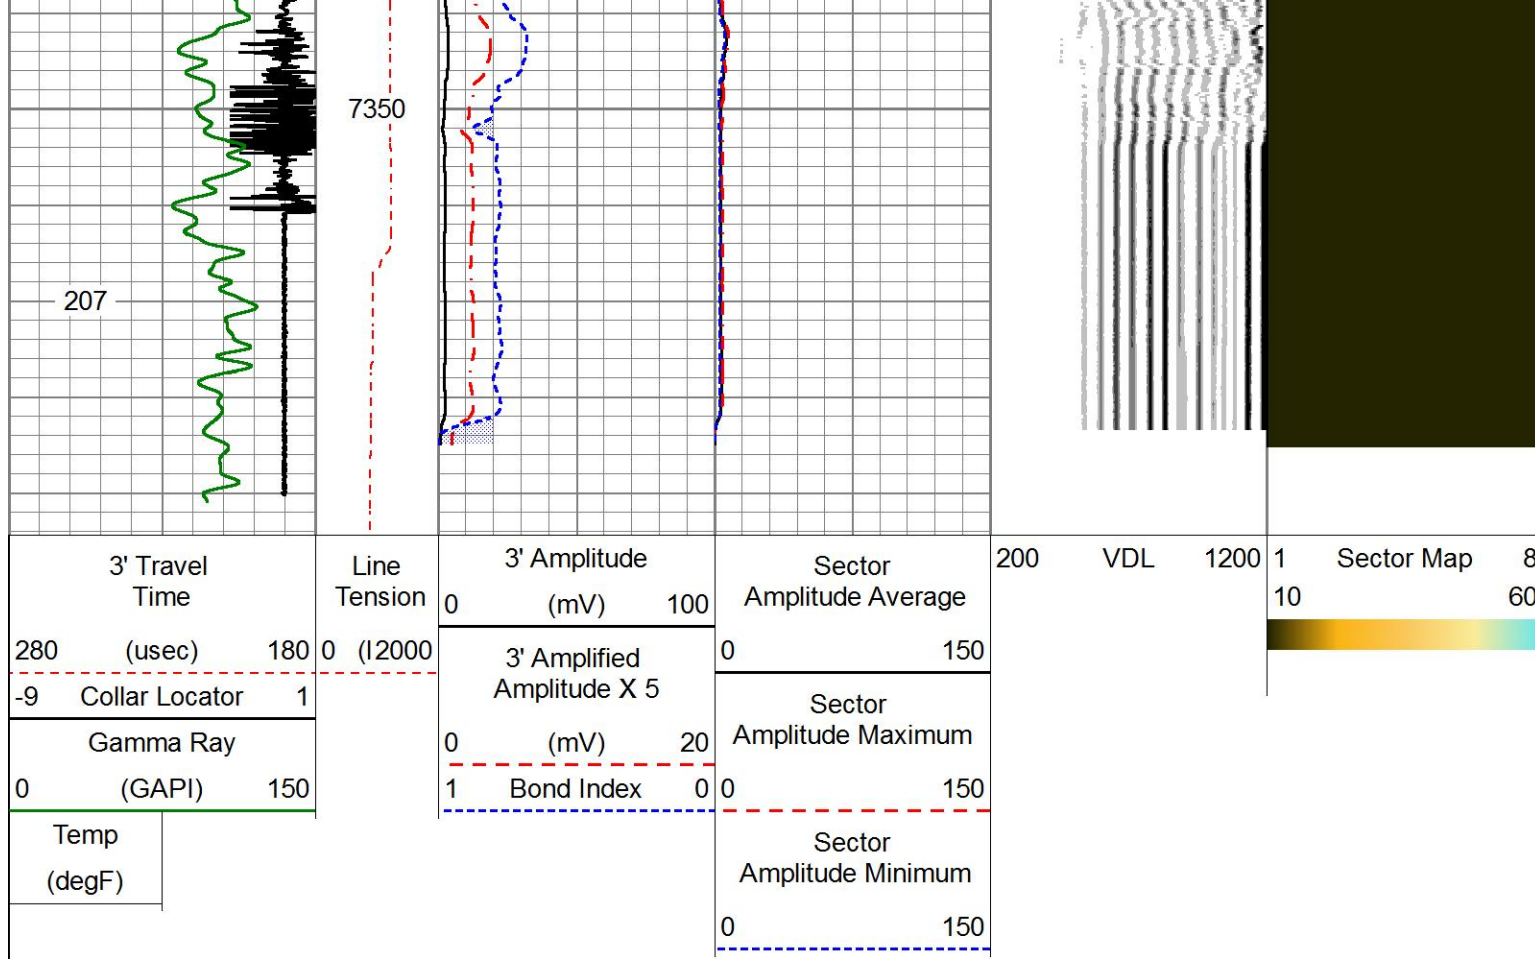 7350
207
3' Travel
Time
280 (usec) 180
-9 Collar Locator 1
Gamma Ray
0 (GAPI) 150
Temp
(degF)
Line
Tension
0 (l2000
3' Amplitude
0 (mV) 100
3' Amplified
Amplitude X 5
0 (mV) 20
1 Bond Index 0
Sector
Amplitude Average
0 150
Sector
Amplitude Maximum
0 150
Sector
Amplitude Minimum
0 150
200 VDL 1200
1 Sector Map 8
10 60